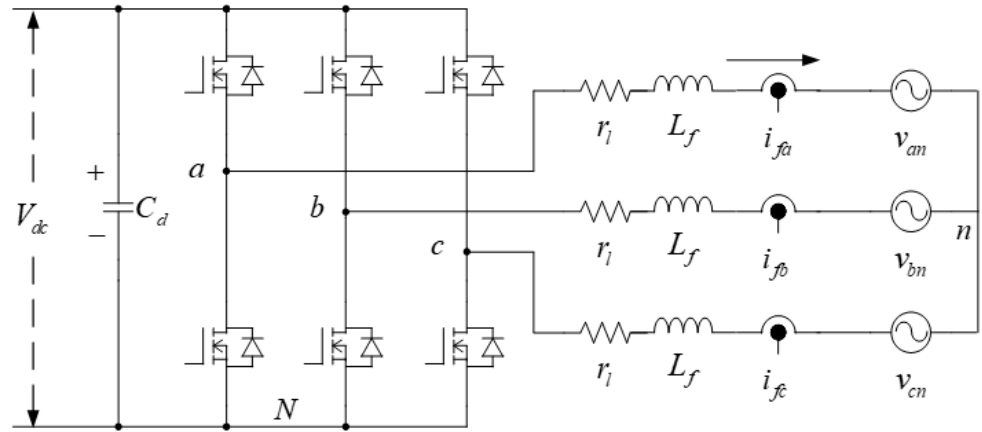 a
r_l L_f i_fa v_an
+
V_dc C_d
−
b
r_l L_f i_fb v_bn n
c
r_l L_f i_fc v_cn
N